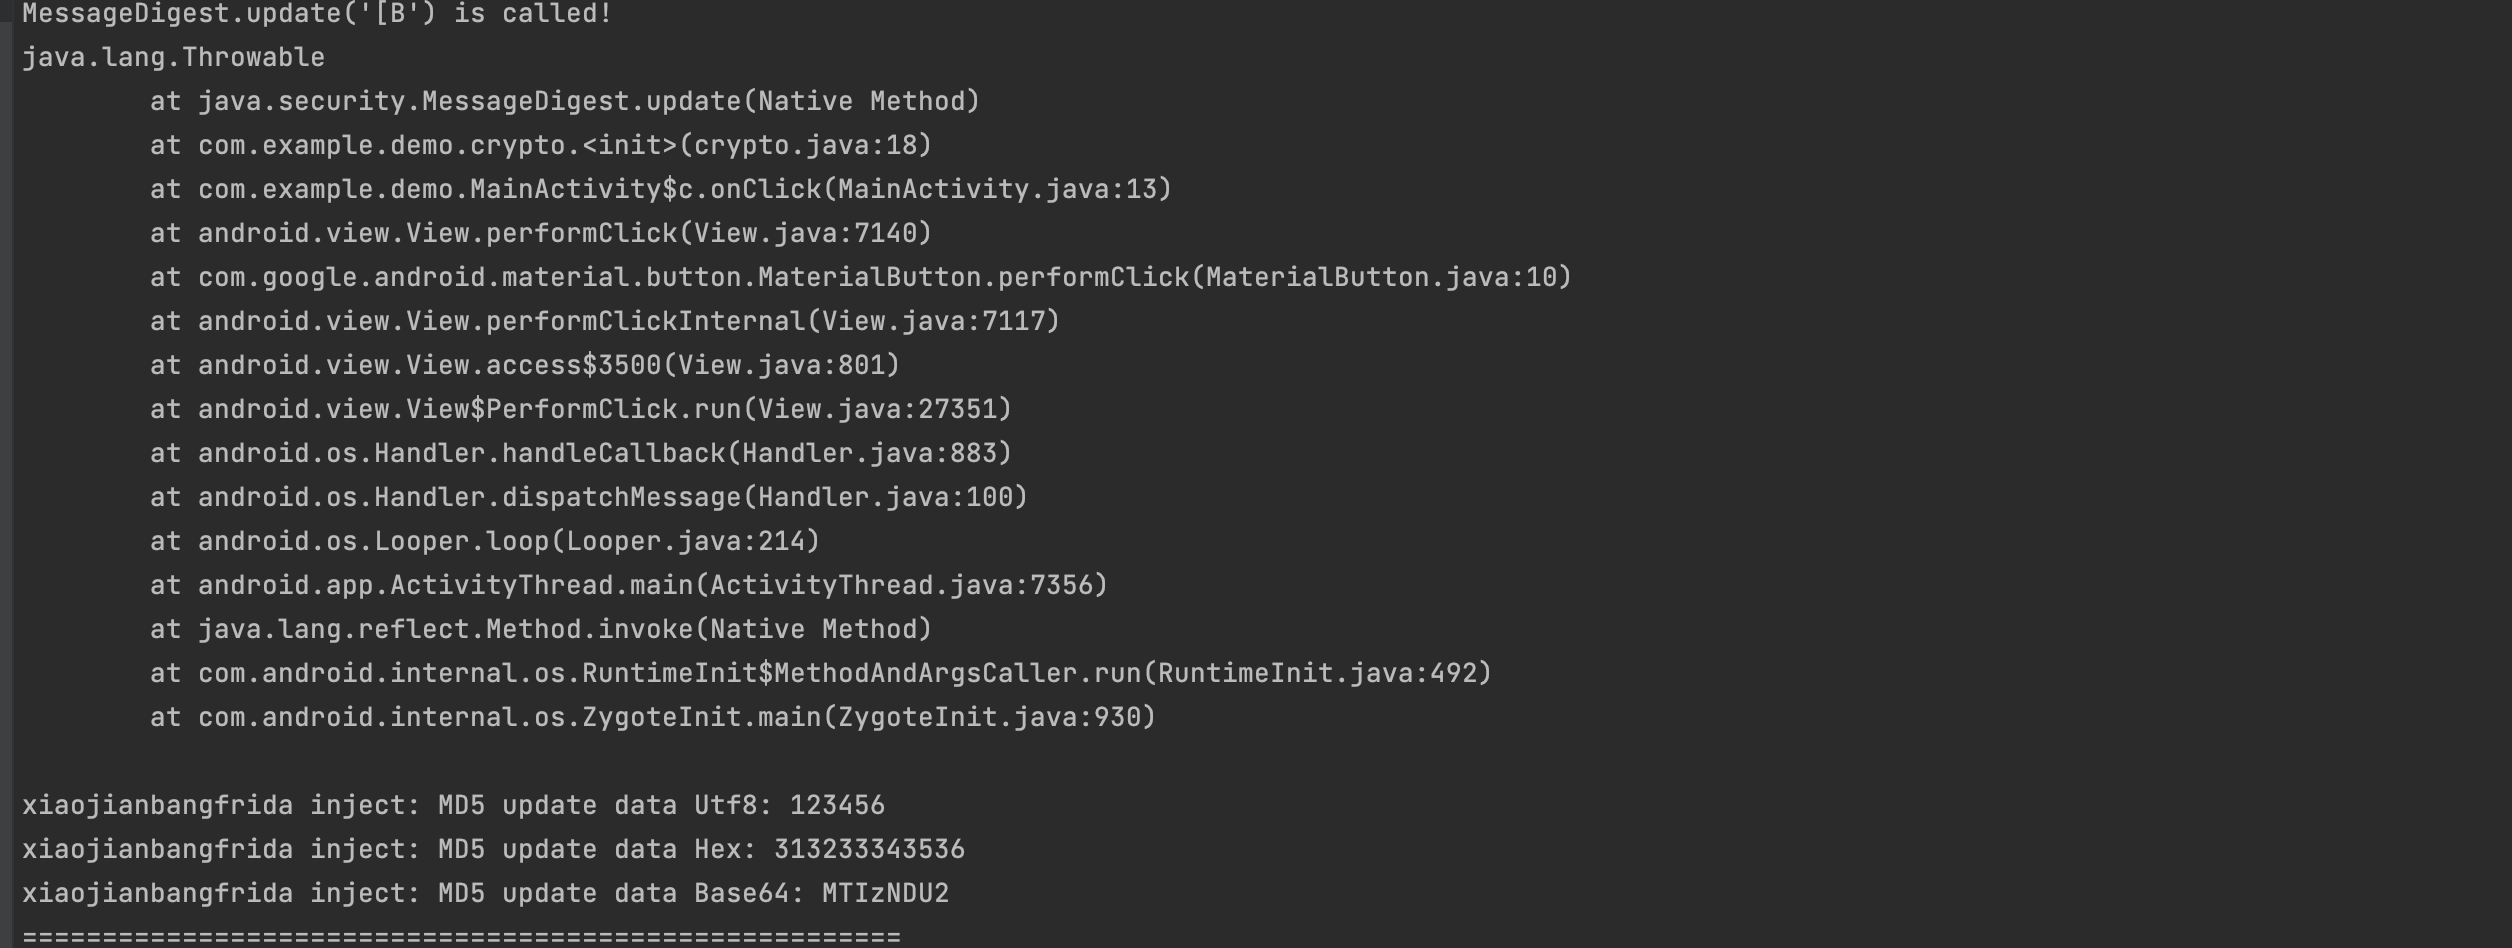 MessageDigest.update('[B') is called!
java.lang.Throwable
at java.security.MessageDigest.update(Native Method)
at com.example.demo.crypto.<init>(crypto.java:18)
at com.example.demo.MainActivity$c.onClick(MainActivity.java:13)
at android.view.View.performClick(View.java:7140)
at com.google.android.material.button.MaterialButton.performClick(MaterialButton.java:10)
at android.view.View.performClickInternal(View.java:7117)
at android.view.View.access$3500(View.java:801)
at android.view.View$PerformClick.run(View.java:27351)
at android.os.Handler.handleCallback(Handler.java:883)
at android.os.Handler.dispatchMessage(Handler.java:100)
at android.os.Looper.loop(Looper.java:214)
at android.app.ActivityThread.main(ActivityThread.java:7356)
at java.lang.reflect.Method.invoke(Native Method)
at com.android.internal.os.RuntimeInit$MethodAndArgsCaller.run(RuntimeInit.java:492)
at com.android.internal.os.ZygoteInit.main(ZygoteInit.java:930)
xiaojianbangfrida inject: MD5 update data Utf8: 123456
xiaojianbangfrida inject: MD5 update data Hex: 313233343536
xiaojianbangfrida inject: MD5 update data Base64: MTIzNDU2
=======================================================